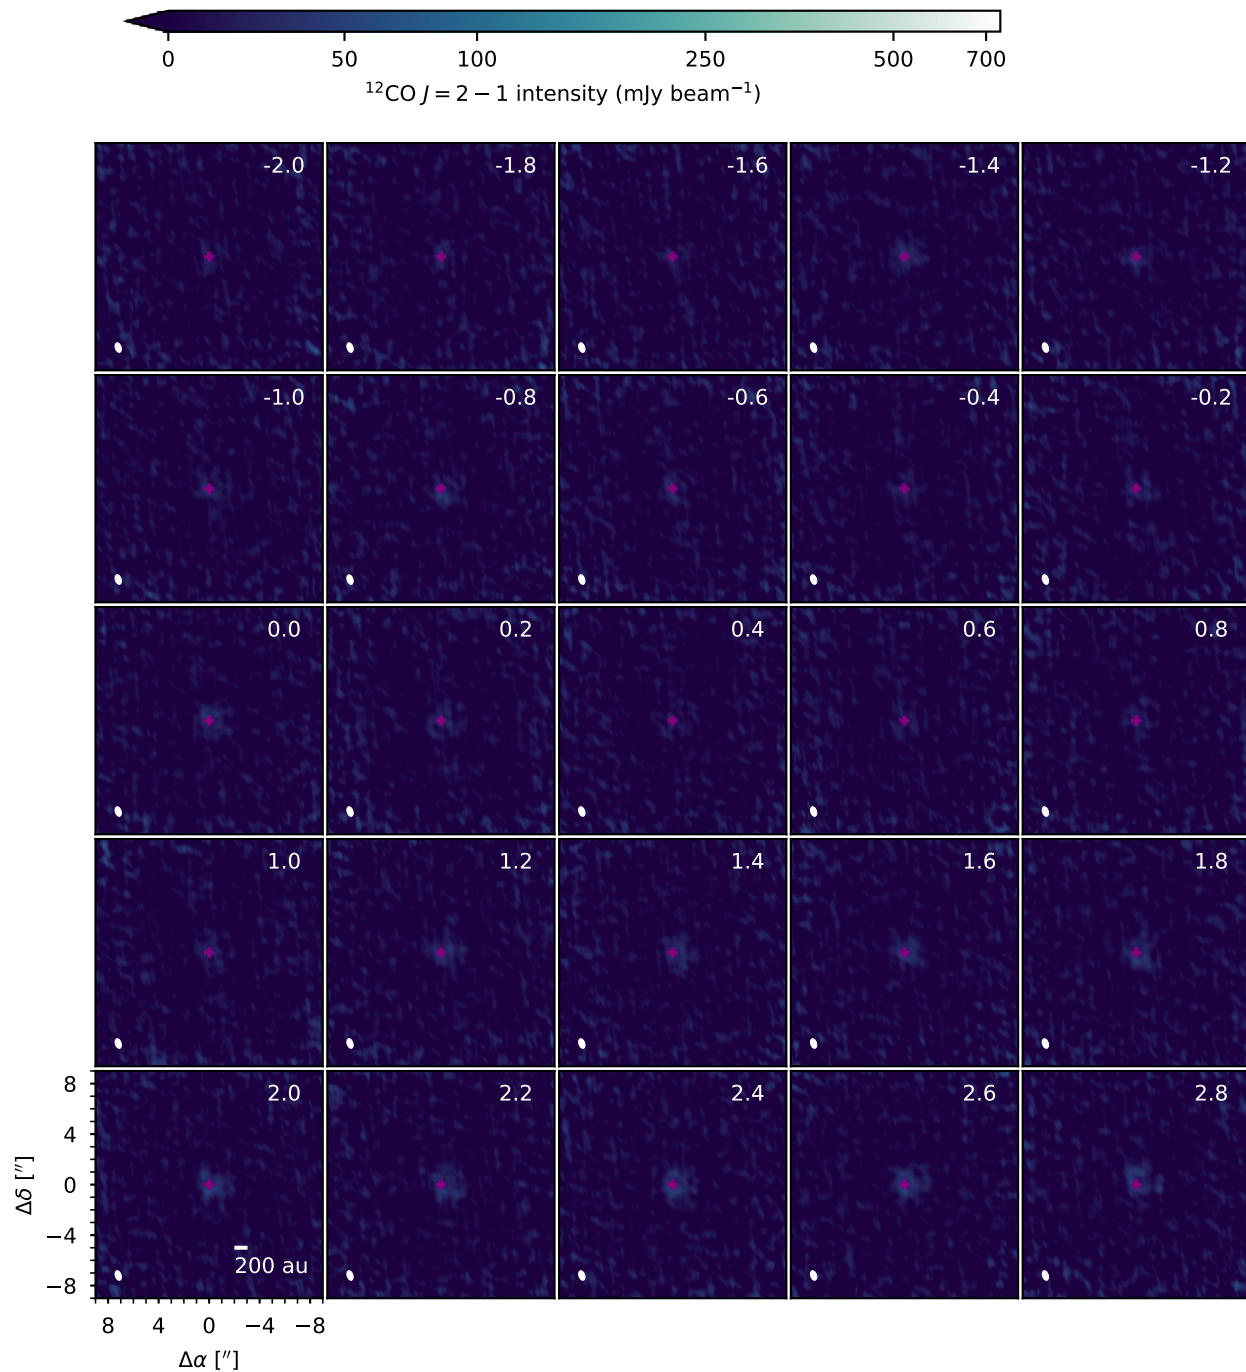 0 50 100 250 500 700
¹²CO J = 2 − 1 intensity (mJy beam⁻¹)
-2.0 -1.8 -1.6 -1.4 -1.2
-1.0 -0.8 -0.6 -0.4 -0.2
0.0 0.2 0.4 0.6 0.8
1.0 1.2 1.4 1.6 1.8
2.0 2.2 2.4 2.6 2.8
8
4
0
−4
−8
Δδ [″]
200 au
8 4 0 −4 −8
Δα [″]